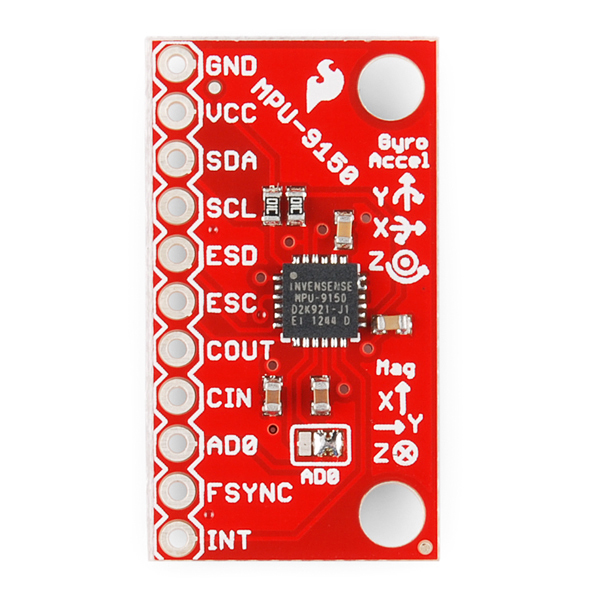 GND
VCC
SDA
SCL
ESD
ESC
COUT
CIN
AD0
FSYNC
INT
MPU-9150
Gyro
Accel
Y
X
Z
INVENSENSE
MPU-9150
D2K921-J1
E1 1244 D
Mag
X
Y
Z
AD0